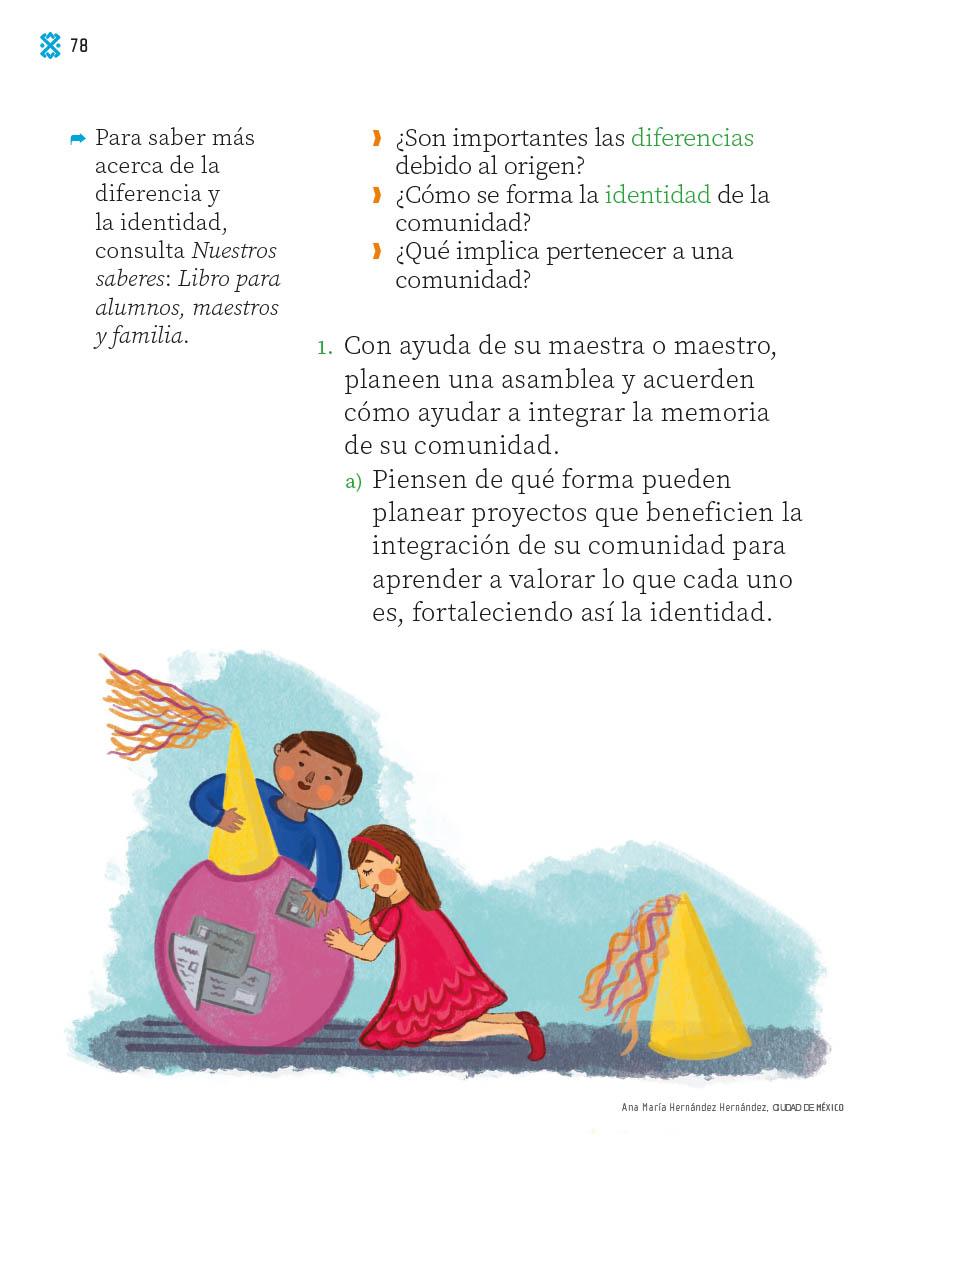 78
Para saber más
acerca de la
diferencia y
la identidad,
consulta Nuestros
saberes: Libro para
alumnos, maestros
y familia.
¿Son importantes las diferencias
debido al origen?
¿Cómo se forma la identidad de la
comunidad?
¿Qué implica pertenecer a una
comunidad?
1. Con ayuda de su maestra o maestro,
planeen una asamblea y acuerden
cómo ayudar a integrar la memoria
de su comunidad.
a) Piensen de qué forma pueden
planear proyectos que beneficien la
integración de su comunidad para
aprender a valorar lo que cada uno
es, fortaleciendo así la identidad.
Ana María Hernández Hernández, CIUDAD DE MÉXICO